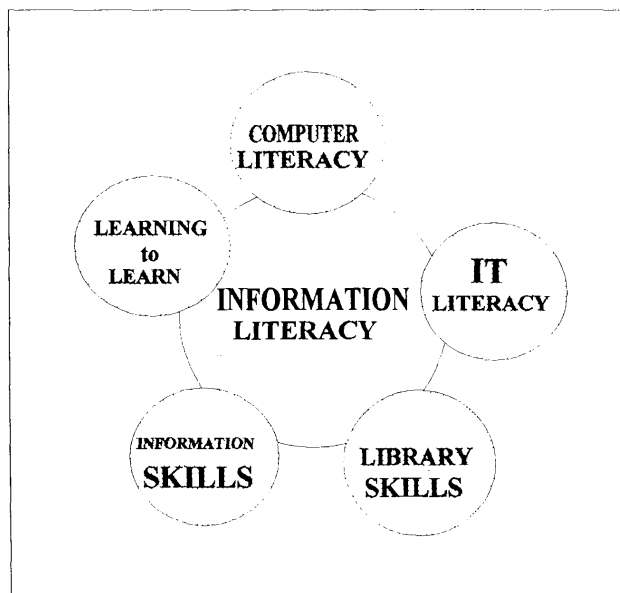 COMPUTER
LITERACY
LEARNING
to
LEARN
IT
LITERACY
INFORMATION
LITERACY
INFORMATION
SKILLS
LIBRARY
SKILLS